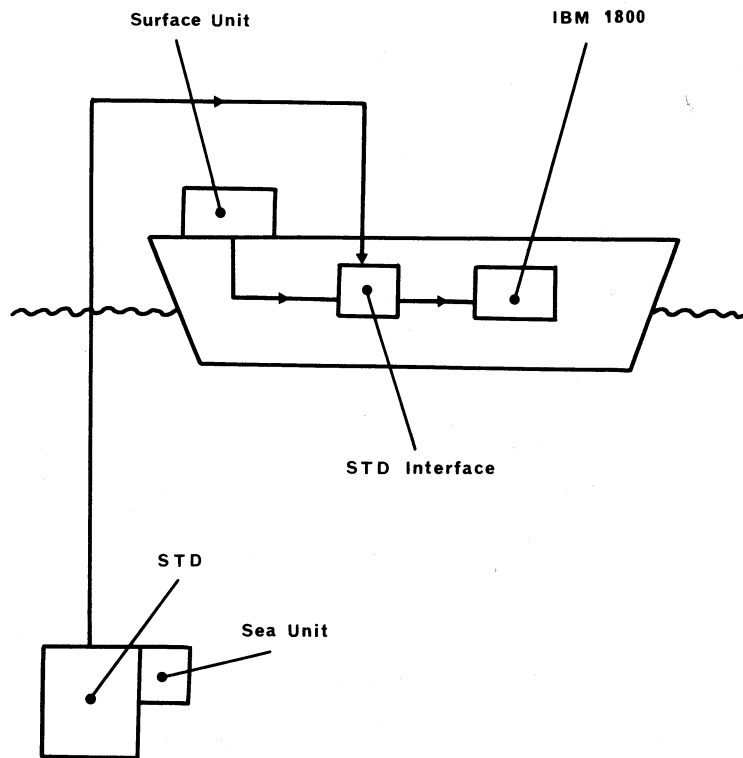 Surface Unit
IBM 1800
STD Interface
STD
Sea Unit